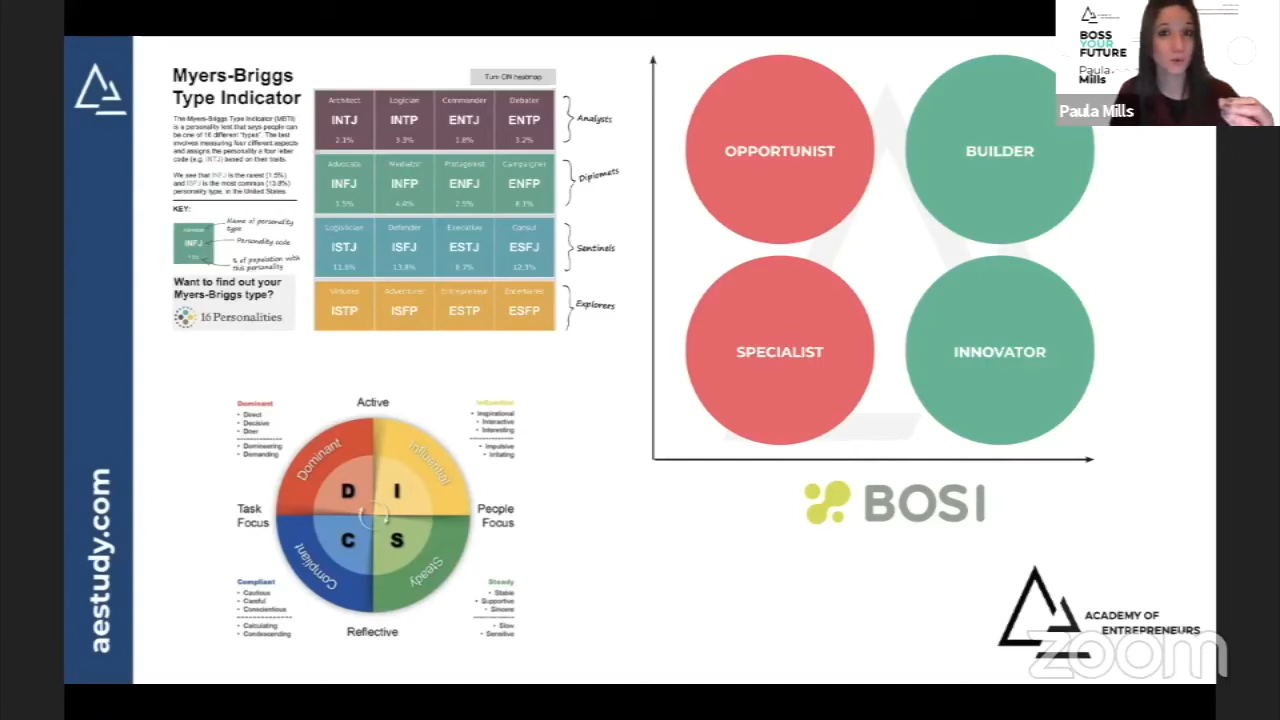 Myers-Briggs
Type Indicator
The Myers-Briggs Type Indicator (MBTI)
is a personality test that says people can
be one of 16 different "types". The test
involves measuring four different aspects
and assigns the personality a four letter
code (e.g. INTJ) based on their traits.
We see that INFJ is the rarest (1.5%)
and ISFJ is the most common (13.8%)
personality type, in the United States.
KEY:
Advocate
INFJ
1.5%
Name of personality
type
Personality code
% of population with
this personality
Want to find out your
Myers-Briggs type?
16 Personalities
Turn ON heatmap
Architect Logician Commander Debater
INTJ INTP ENTJ ENTP
2.1% 3.3% 1.8% 3.2%
Analysts
Advocate Mediator Protagonist Campaigner
INFJ INFP ENFJ ENFP
1.5% 4.4% 2.5% 8.1%
Diplomats
Logistician Defender Executive Consul
ISTJ ISFJ ESTJ ESFJ
11.6% 13.8% 8.7% 12.3%
Sentinels
Virtuoso Adventurer Entrepreneur Entertainer
ISTP ISFP ESTP ESFP
Explorers
OPPORTUNIST
BUILDER
SPECIALIST
INNOVATOR
BOSI
Active
Dominant
• Direct
• Decisive
• Doer
• Domineering
• Demanding
Influential
• Inspirational
• Interactive
• Interesting
• Impulsive
• Irritating
Dominant
Influential
D I
C S
Compliant
Steady
Task
Focus
People
Focus
Compliant
• Cautious
• Careful
• Conscientious
• Calculating
• Condescending
Steady
• Stable
• Supportive
• Sincere
• Slow
• Sensitive
Reflective
aestudy.com
BOSS
YOUR
FUTURE
Paula
Mills
Paula Mills
ACADEMY OF
ENTREPRENEURS
zoom